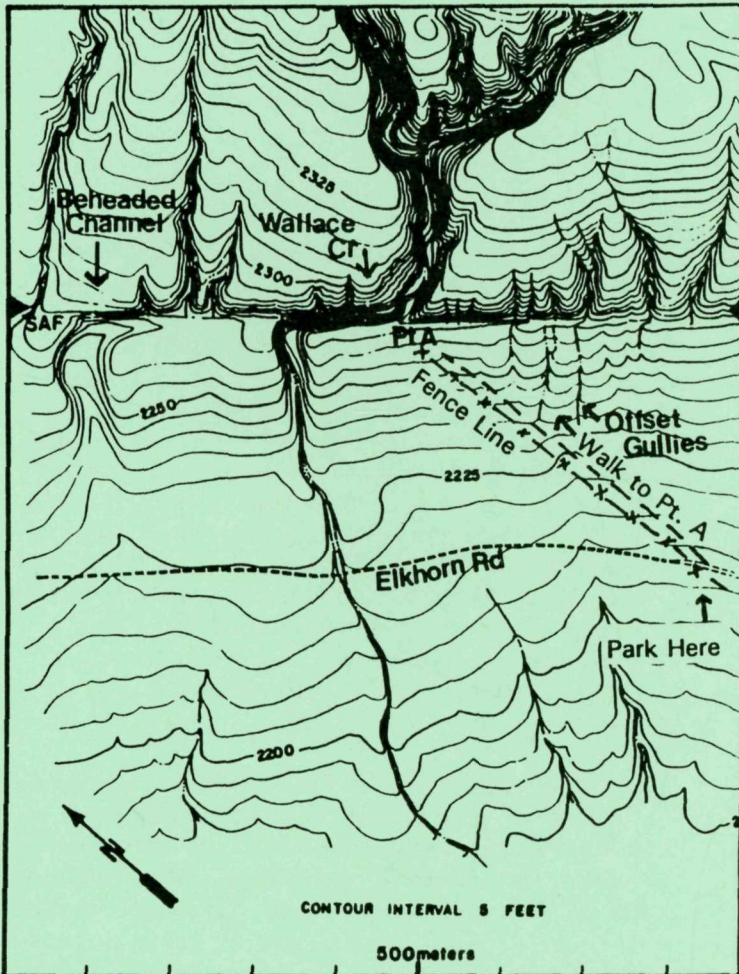 2325
Beheaded
Channel
Wallace
Cr
2300
SAF
Pt.A
2250
Fence Line
Offset
Gullies
Walk to Pt. A
2225
Elkhorn Rd
Park Here
2200
N
CONTOUR INTERVAL 5 FEET
500meters